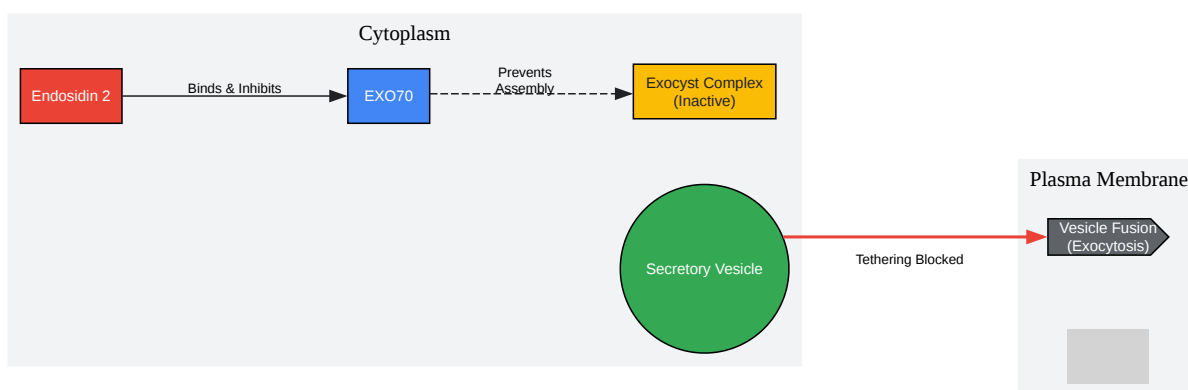 Cytoplasm
Endosidin 2
Binds & Inhibits
EXO70
Prevents
Assembly
Exocyst Complex
(Inactive)
Secretory Vesicle
Tethering Blocked
Plasma Membrane
Vesicle Fusion
(Exocytosis)